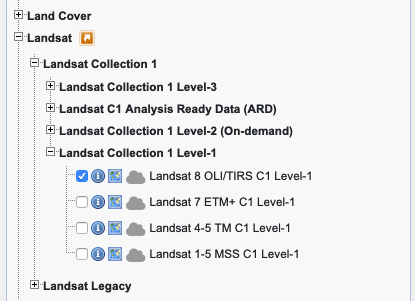 Land Cover
Landsat
Landsat Collection 1
Landsat Collection 1 Level-3
Landsat C1 Analysis Ready Data (ARD)
Landsat Collection 1 Level-2 (On-demand)
Landsat Collection 1 Level-1
Landsat 8 OLI/TIRS C1 Level-1
Landsat 7 ETM+ C1 Level-1
Landsat 4-5 TM C1 Level-1
Landsat 1-5 MSS C1 Level-1
Landsat Legacy